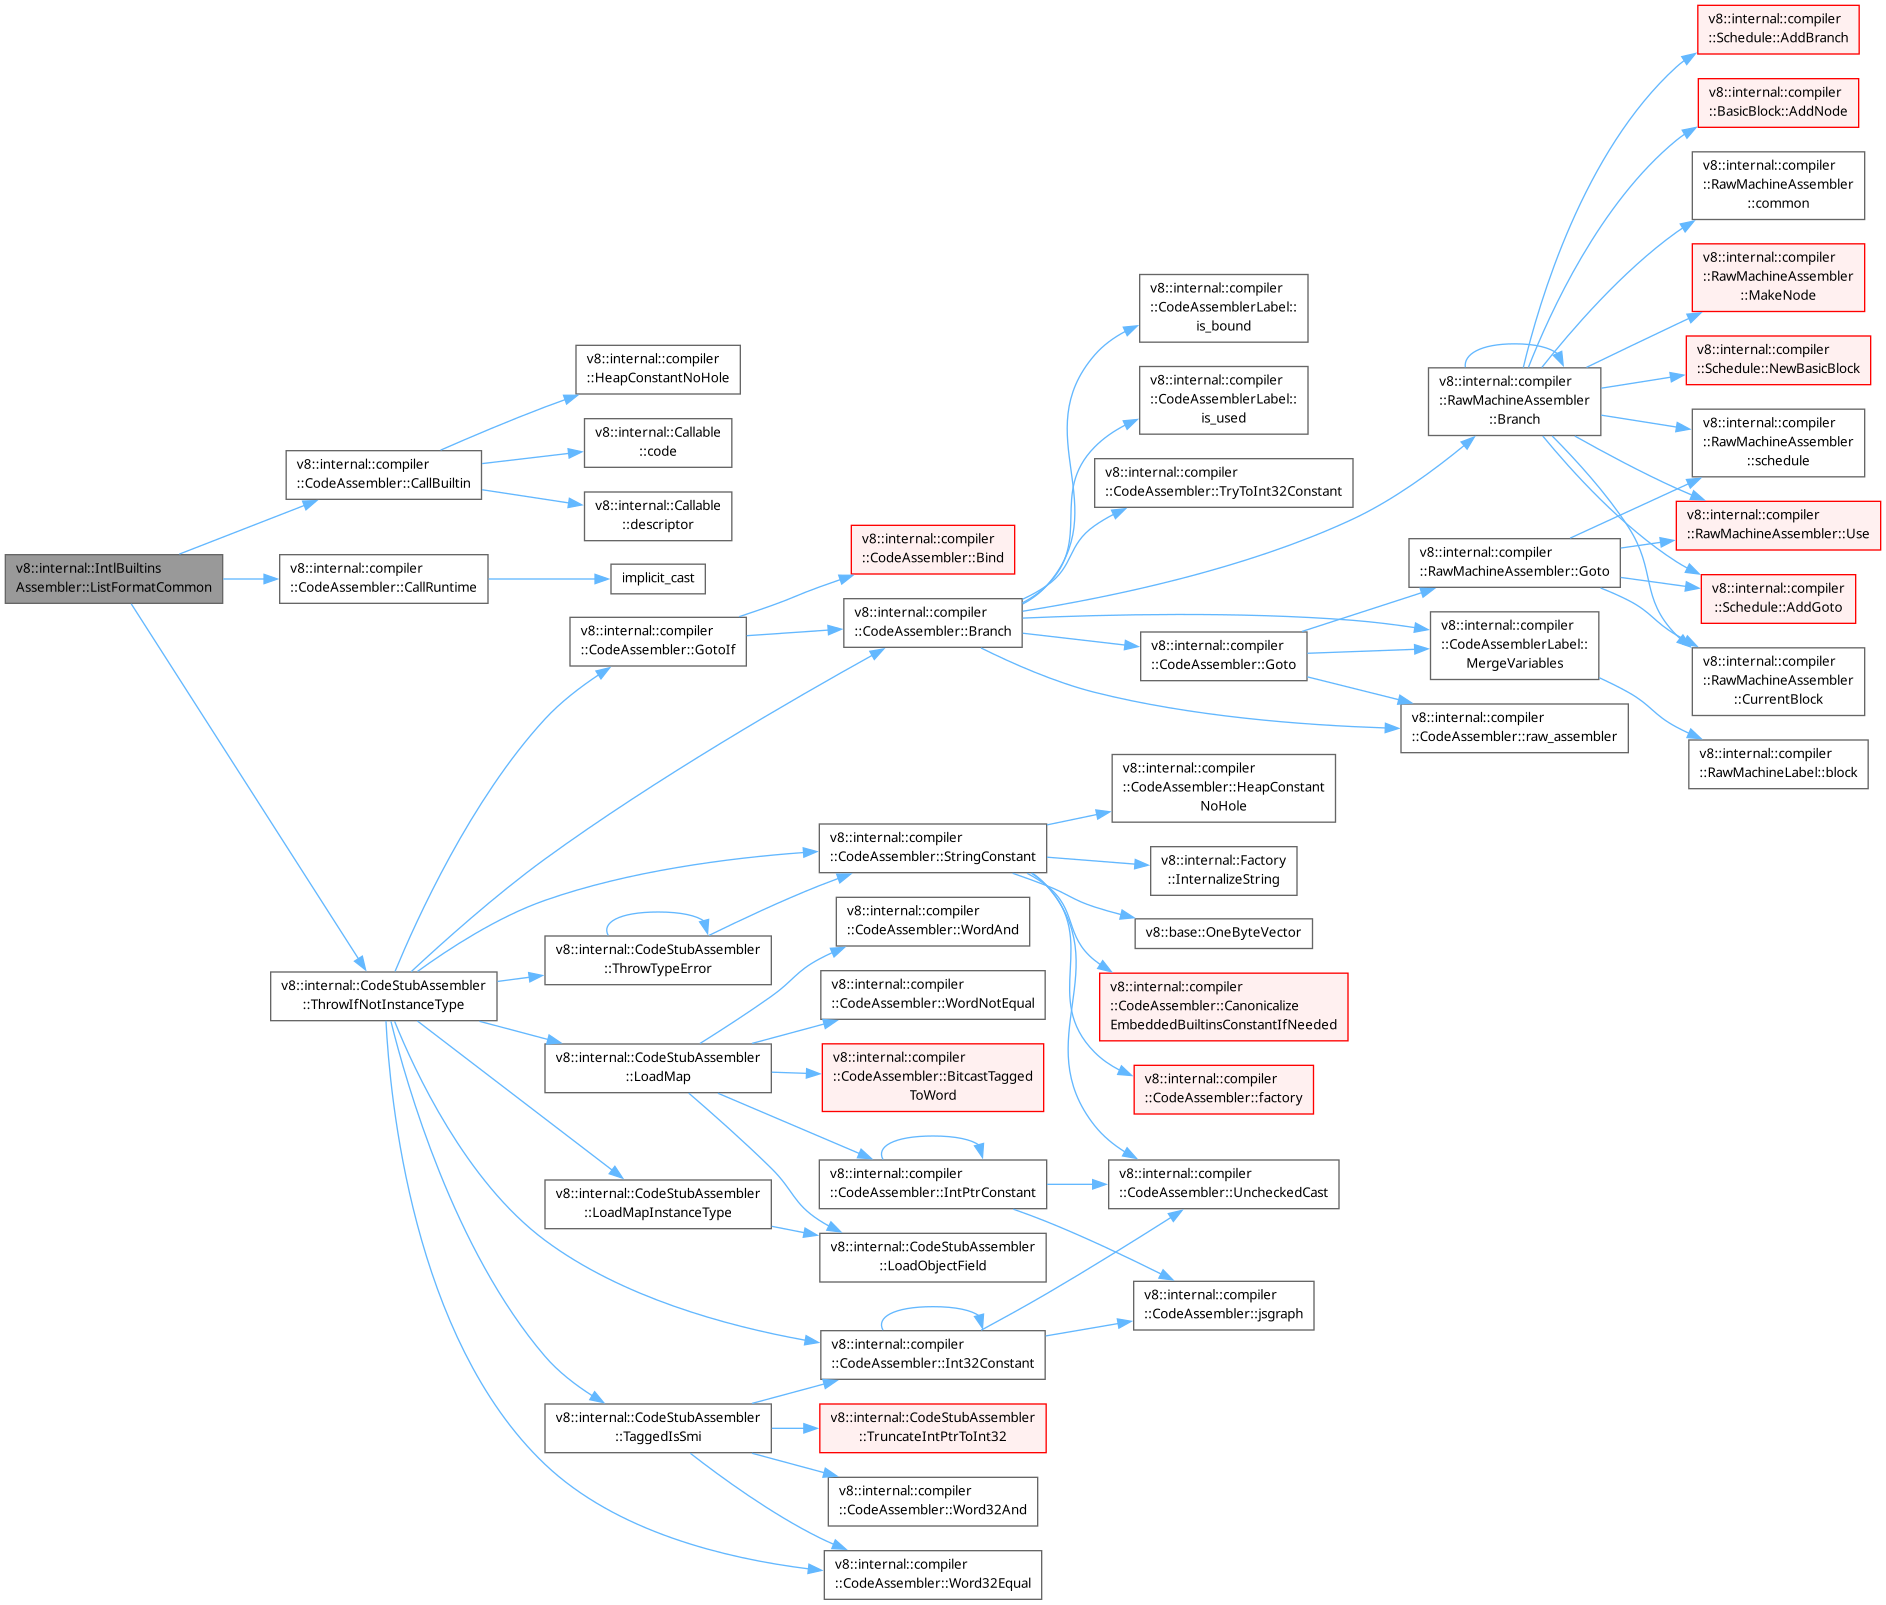 v8::internal::IntlBuiltins
Assembler::ListFormatCommon
v8::internal::compiler
::CodeAssembler::CallBuiltin
v8::internal::compiler
::HeapConstantNoHole
v8::internal::Callable
::code
v8::internal::Callable
::descriptor
v8::internal::compiler
::CodeAssembler::CallRuntime
implicit_cast
v8::internal::CodeStubAssembler
::ThrowIfNotInstanceType
v8::internal::compiler
::CodeAssembler::GotoIf
v8::internal::compiler
::CodeAssembler::Bind
v8::internal::compiler
::CodeAssembler::Branch
v8::internal::compiler
::CodeAssemblerLabel::
is_bound
v8::internal::compiler
::CodeAssemblerLabel::
is_used
v8::internal::compiler
::CodeAssembler::TryToInt32Constant
v8::internal::compiler
::RawMachineAssembler
::Branch
v8::internal::compiler
::Schedule::AddBranch
v8::internal::compiler
::BasicBlock::AddNode
v8::internal::compiler
::RawMachineAssembler
::common
v8::internal::compiler
::RawMachineAssembler
::MakeNode
v8::internal::compiler
::Schedule::NewBasicBlock
v8::internal::compiler
::RawMachineAssembler
::schedule
v8::internal::compiler
::RawMachineAssembler::Use
v8::internal::compiler
::Schedule::AddGoto
v8::internal::compiler
::RawMachineAssembler
::CurrentBlock
v8::internal::compiler
::RawMachineLabel::block
v8::internal::compiler
::RawMachineAssembler::Goto
v8::internal::compiler
::CodeAssemblerLabel::
MergeVariables
v8::internal::compiler
::CodeAssembler::Goto
v8::internal::compiler
::CodeAssembler::raw_assembler
v8::internal::compiler
::CodeAssembler::StringConstant
v8::internal::compiler
::CodeAssembler::HeapConstant
NoHole
v8::internal::Factory
::InternalizeString
v8::base::OneByteVector
v8::internal::compiler
::CodeAssembler::Canonicalize
EmbeddedBuiltinsConstantIfNeeded
v8::internal::compiler
::CodeAssembler::factory
v8::internal::compiler
::CodeAssembler::UncheckedCast
v8::internal::compiler
::CodeAssembler::jsgraph
v8::internal::CodeStubAssembler
::ThrowTypeError
v8::internal::CodeStubAssembler
::LoadMap
v8::internal::compiler
::CodeAssembler::WordAnd
v8::internal::compiler
::CodeAssembler::WordNotEqual
v8::internal::compiler
::CodeAssembler::BitcastTagged
ToWord
v8::internal::compiler
::CodeAssembler::IntPtrConstant
v8::internal::CodeStubAssembler
::LoadMapInstanceType
v8::internal::CodeStubAssembler
::LoadObjectField
v8::internal::compiler
::CodeAssembler::Int32Constant
v8::internal::CodeStubAssembler
::TaggedIsSmi
v8::internal::CodeStubAssembler
::TruncateIntPtrToInt32
v8::internal::compiler
::CodeAssembler::Word32And
v8::internal::compiler
::CodeAssembler::Word32Equal